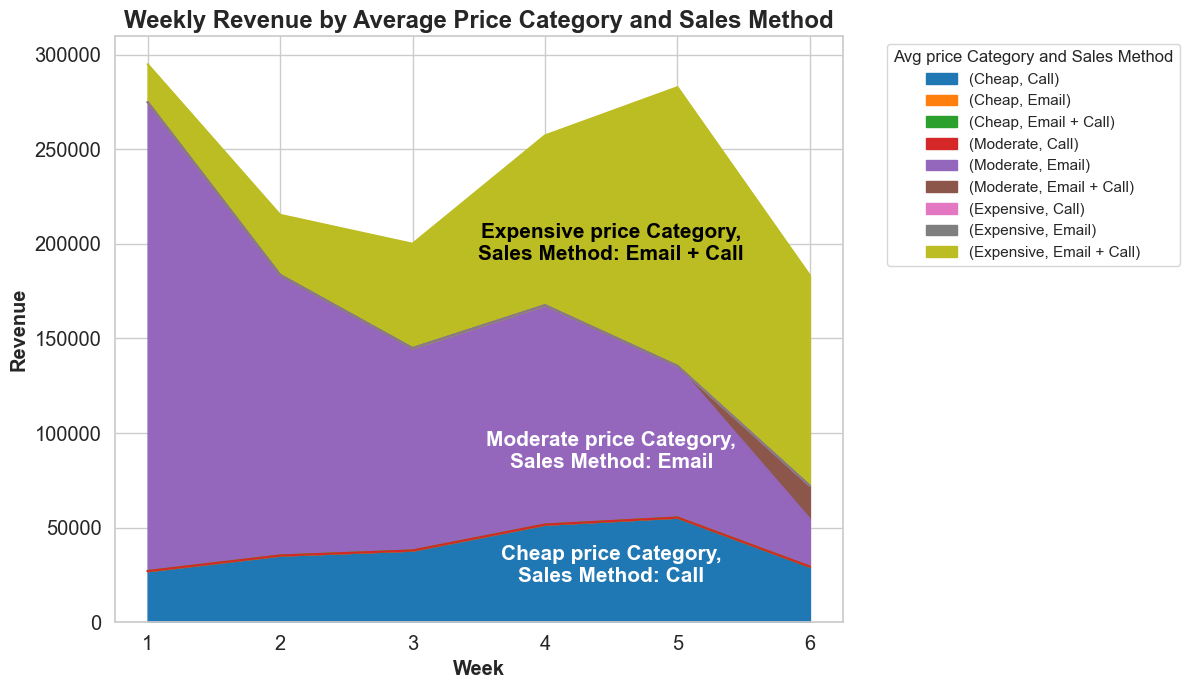 Weekly Revenue by Average Price Category and Sales Method
300000
250000
200000
150000
100000
50000
0
Revenue
1 2 3 4 5 6
Week
Expensive price Category,
Sales Method: Email + Call
Moderate price Category,
Sales Method: Email
Cheap price Category,
Sales Method: Call
Avg price Category and Sales Method
(Cheap, Call)
(Cheap, Email)
(Cheap, Email + Call)
(Moderate, Call)
(Moderate, Email)
(Moderate, Email + Call)
(Expensive, Call)
(Expensive, Email)
(Expensive, Email + Call)